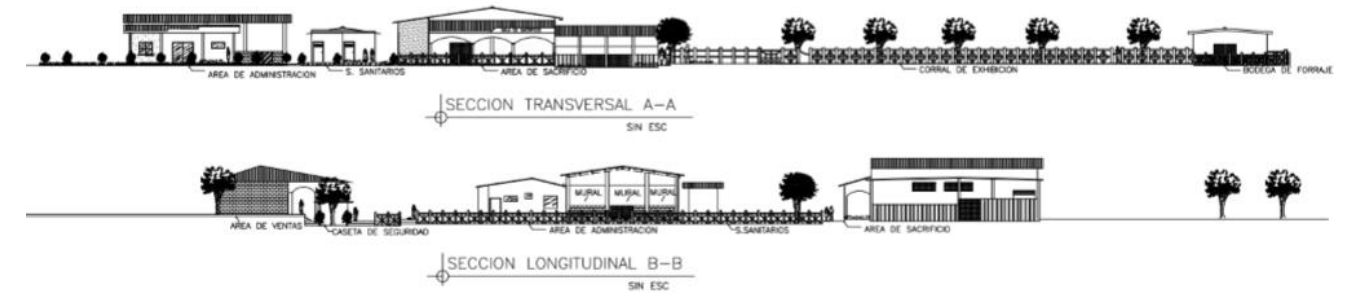 AREA DE ADMINISTRACION
S. SANITARIOS
AREA DE SACRIFICIO
CORRAL DE EXHIBICION
BODEGA DE FORRAJE
SECCION TRANSVERSAL A-A
SIN ESC
MURAL MURAL MURAL
AREA DE VENTAS
CASETA DE SEGURIDAD
AREA DE ADMINISTRACION
S.SANITARIOS
AREA DE SACRIFICIO
SECCION LONGITUDINAL B-B
SIN ESC